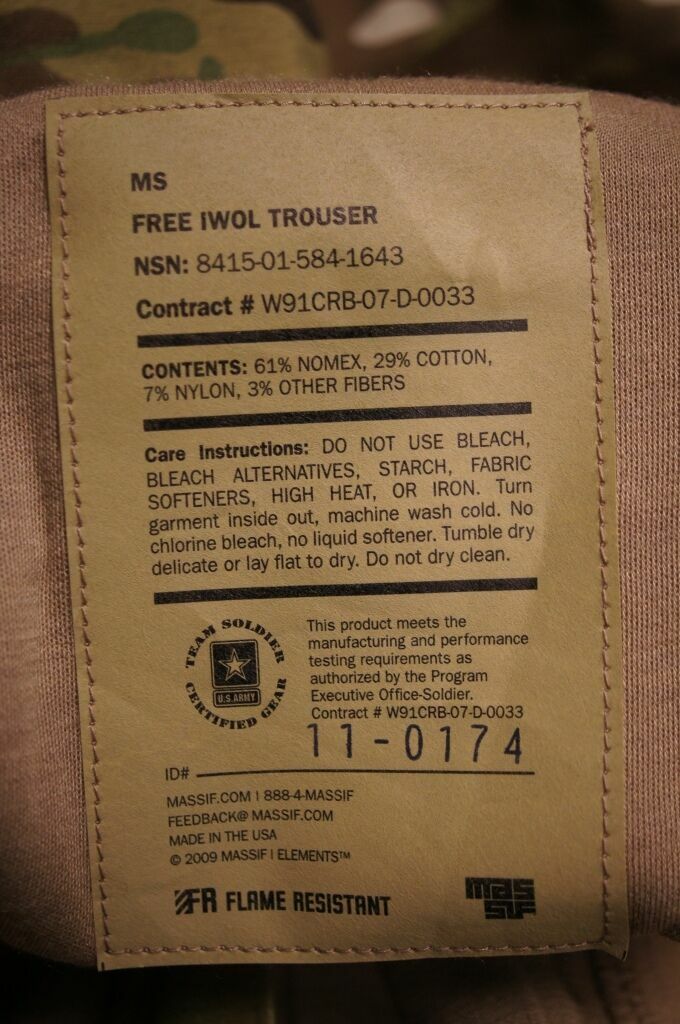 MS
FREE IWOL TROUSER
NSN: 8415-01-584-1643
Contract # W91CRB-07-D-0033
CONTENTS: 61% NOMEX, 29% COTTON,
7% NYLON, 3% OTHER FIBERS
Care Instructions: DO NOT USE BLEACH,
BLEACH ALTERNATIVES, STARCH, FABRIC
SOFTENERS, HIGH HEAT, OR IRON. Turn
garment inside out, machine wash cold. No
chlorine bleach, no liquid softener. Tumble dry
delicate or lay flat to dry. Do not dry clean.
TEAM SOLDIER
U.S.ARMY
CERTIFIED GEAR
This product meets the
manufacturing and performance
testing requirements as
authorized by the Program
Executive Office-Soldier.
Contract # W91CRB-07-D-0033
11-0174
ID#
MASSIF.COM | 888-4-MASSIF
FEEDBACK@ MASSIF.COM
MADE IN THE USA
© 2009 MASSIF | ELEMENTS™
FR FLAME RESISTANT
mas
sif